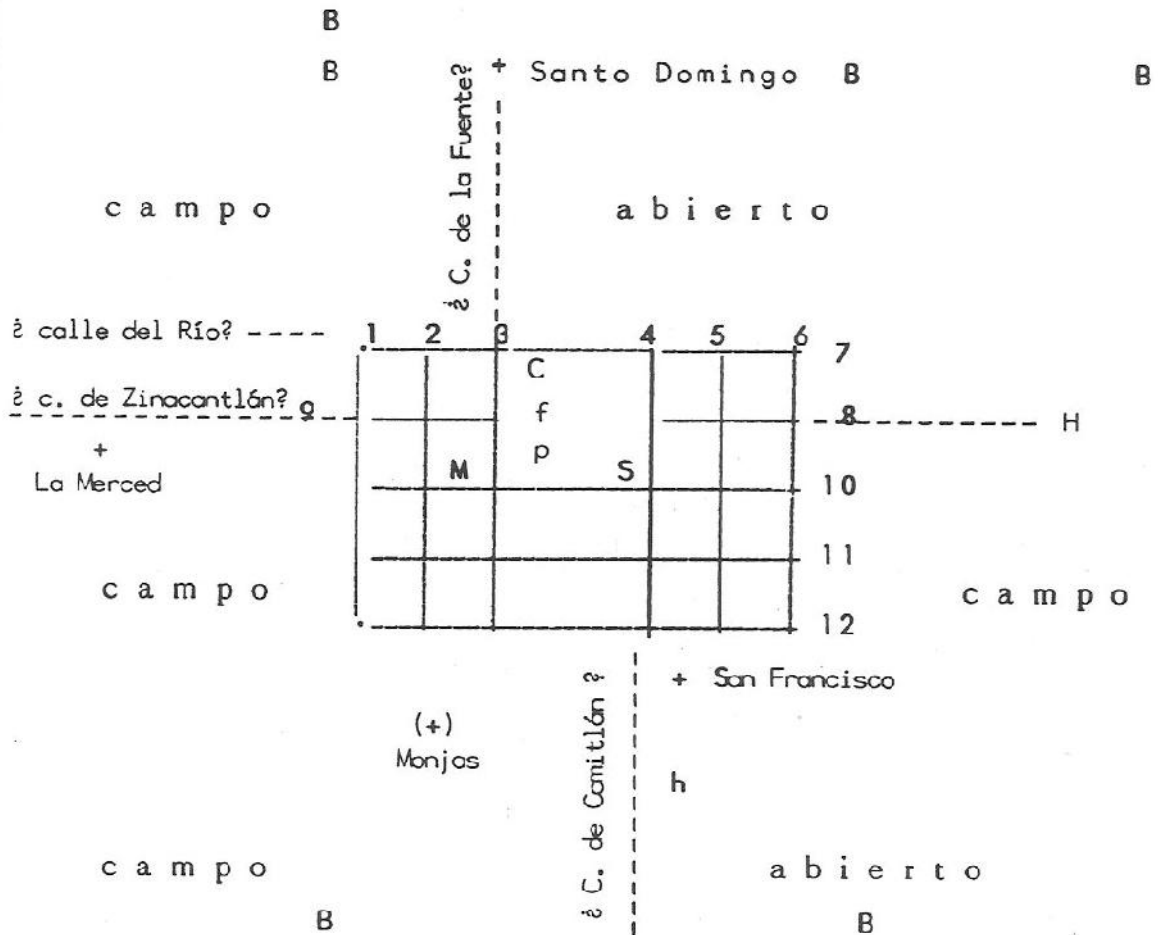 B
B + Santo Domingo B B
¿ C. de la Fuente?
campo abierto
¿ calle del Río? ----
.1 2 3 4 5 6 7
C
¿ c. de Zinacantlán? o 8 H
f
+
La Merced
p
M S 10
11
campo campo
12
+ San Francisco
¿ C. de Comitlán ?
(+)
Monjas
h
campo abierto
B B